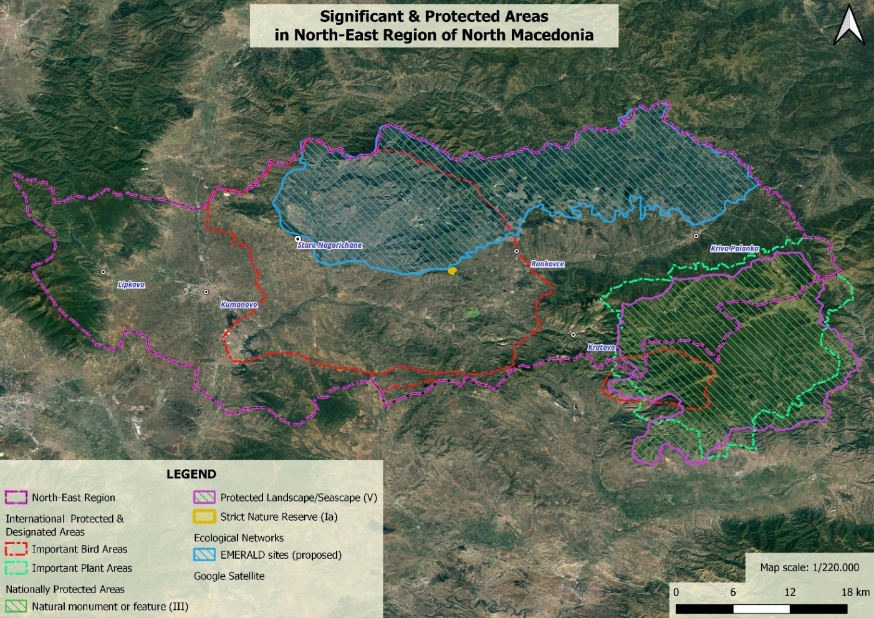 Significant & Protected Areas
in North-East Region of North Macedonia
Staro Nagorichane
Kriva Palanka
Rankovce
Lipkovo
Kumanovo
Kratovo
LEGEND
North-East Region
International Protected &
Designated Areas
Important Bird Areas
Important Plant Areas
Nationally Protected Areas
Natural monument or feature (III)
Protected Landscape/Seascape (V)
Strict Nature Reserve (Ia)
Ecological Networks
EMERALD sites (proposed)
Google Satellite
Map scale: 1/220.000
0 6 12 18 km